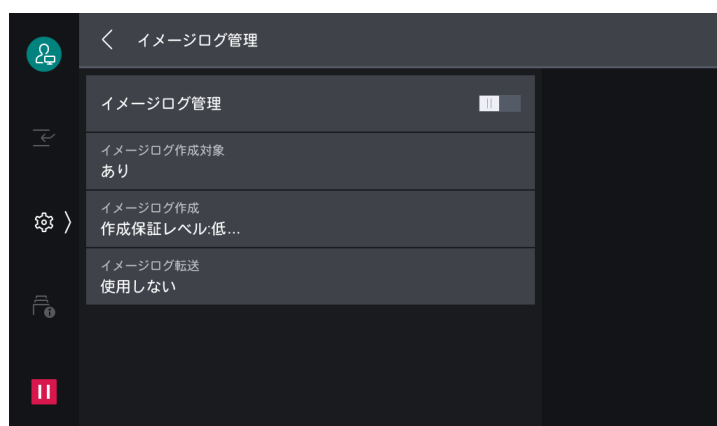 イメージログ管理
イメージログ管理
イメージログ作成対象
あり
イメージログ作成
作成保証レベル:低...
イメージログ転送
使用しない